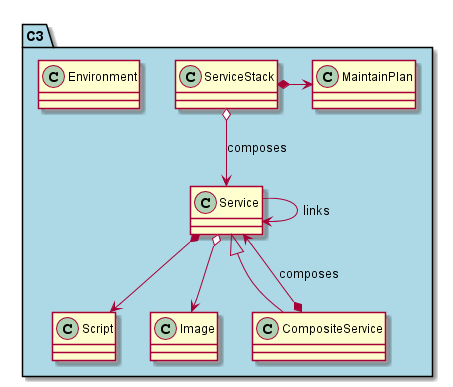 C3
C Environment
C ServiceStack
C MaintainPlan
composes
C Service
links
composes
C Script
C Image
C CompositeService